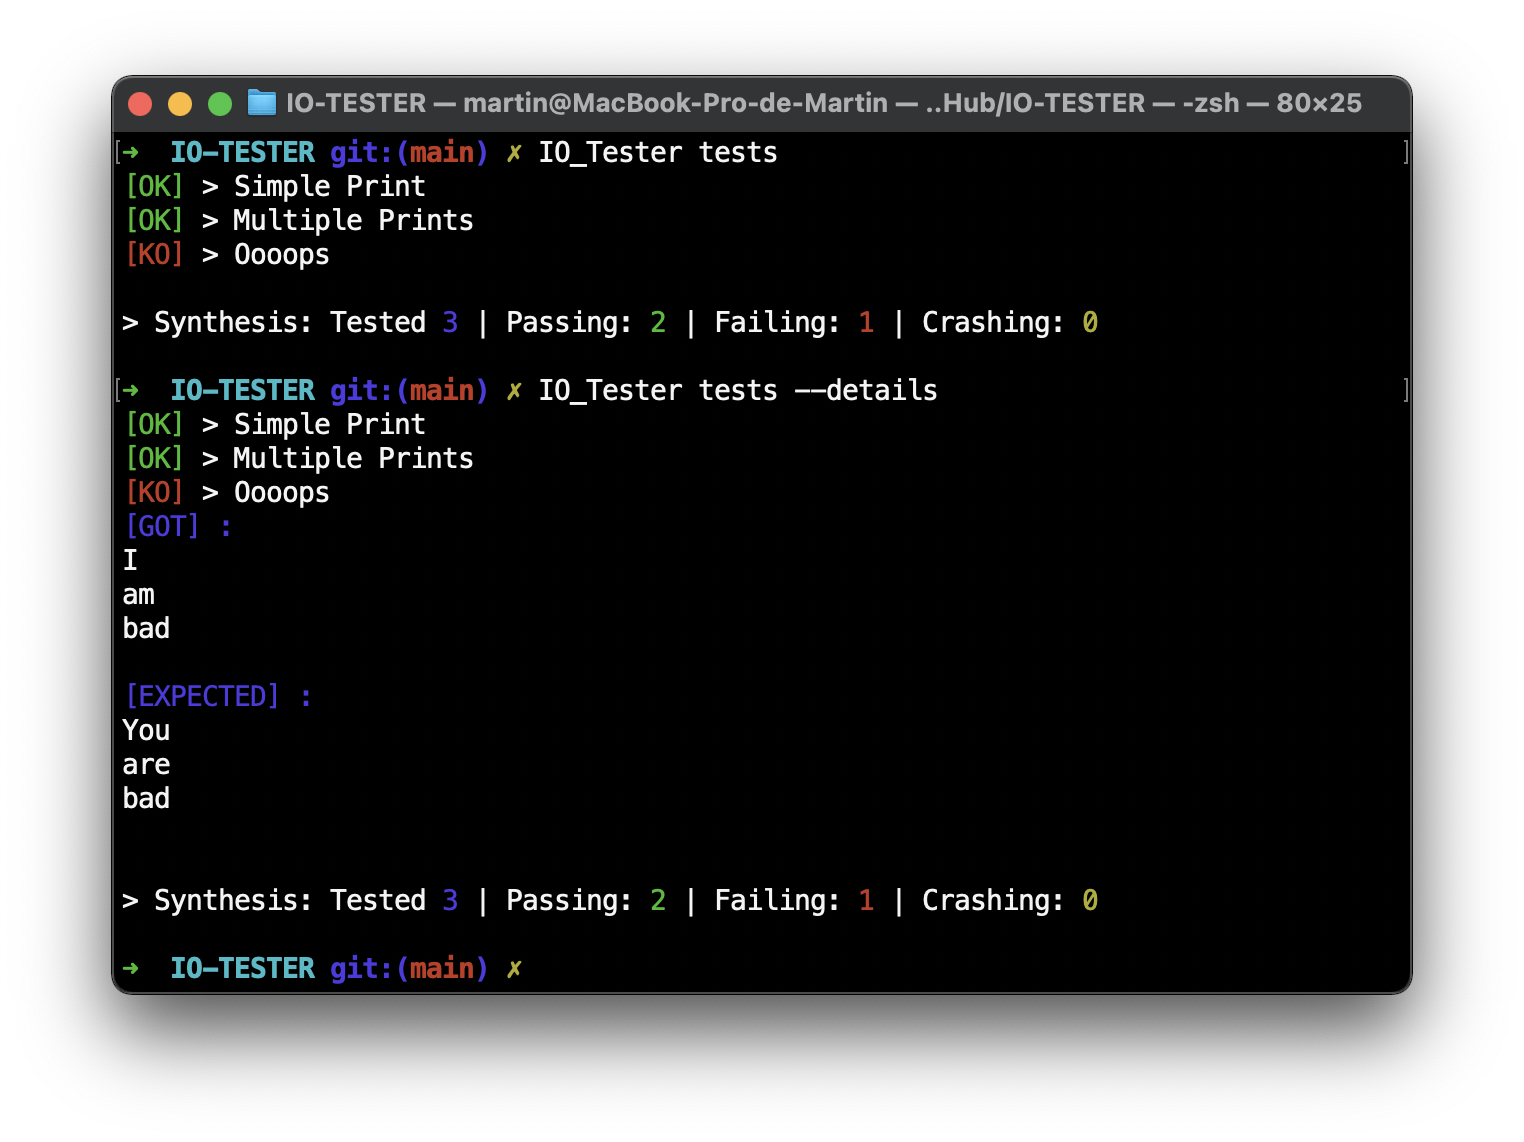 IO-TESTER — martin@MacBook-Pro-de-Martin — ..Hub/IO-TESTER — -zsh — 80×25
[➜  IO-TESTER git:(main) ✗ IO_Tester tests ]
[OK] > Simple Print
[OK] > Multiple Prints
[KO] > Oooops
> Synthesis: Tested 3 | Passing: 2 | Failing: 1 | Crashing: 0
[➜  IO-TESTER git:(main) ✗ IO_Tester tests --details ]
[OK] > Simple Print
[OK] > Multiple Prints
[KO] > Oooops
[GOT] :
I
am
bad
[EXPECTED] :
You
are
bad
> Synthesis: Tested 3 | Passing: 2 | Failing: 1 | Crashing: 0
➜  IO-TESTER git:(main) ✗